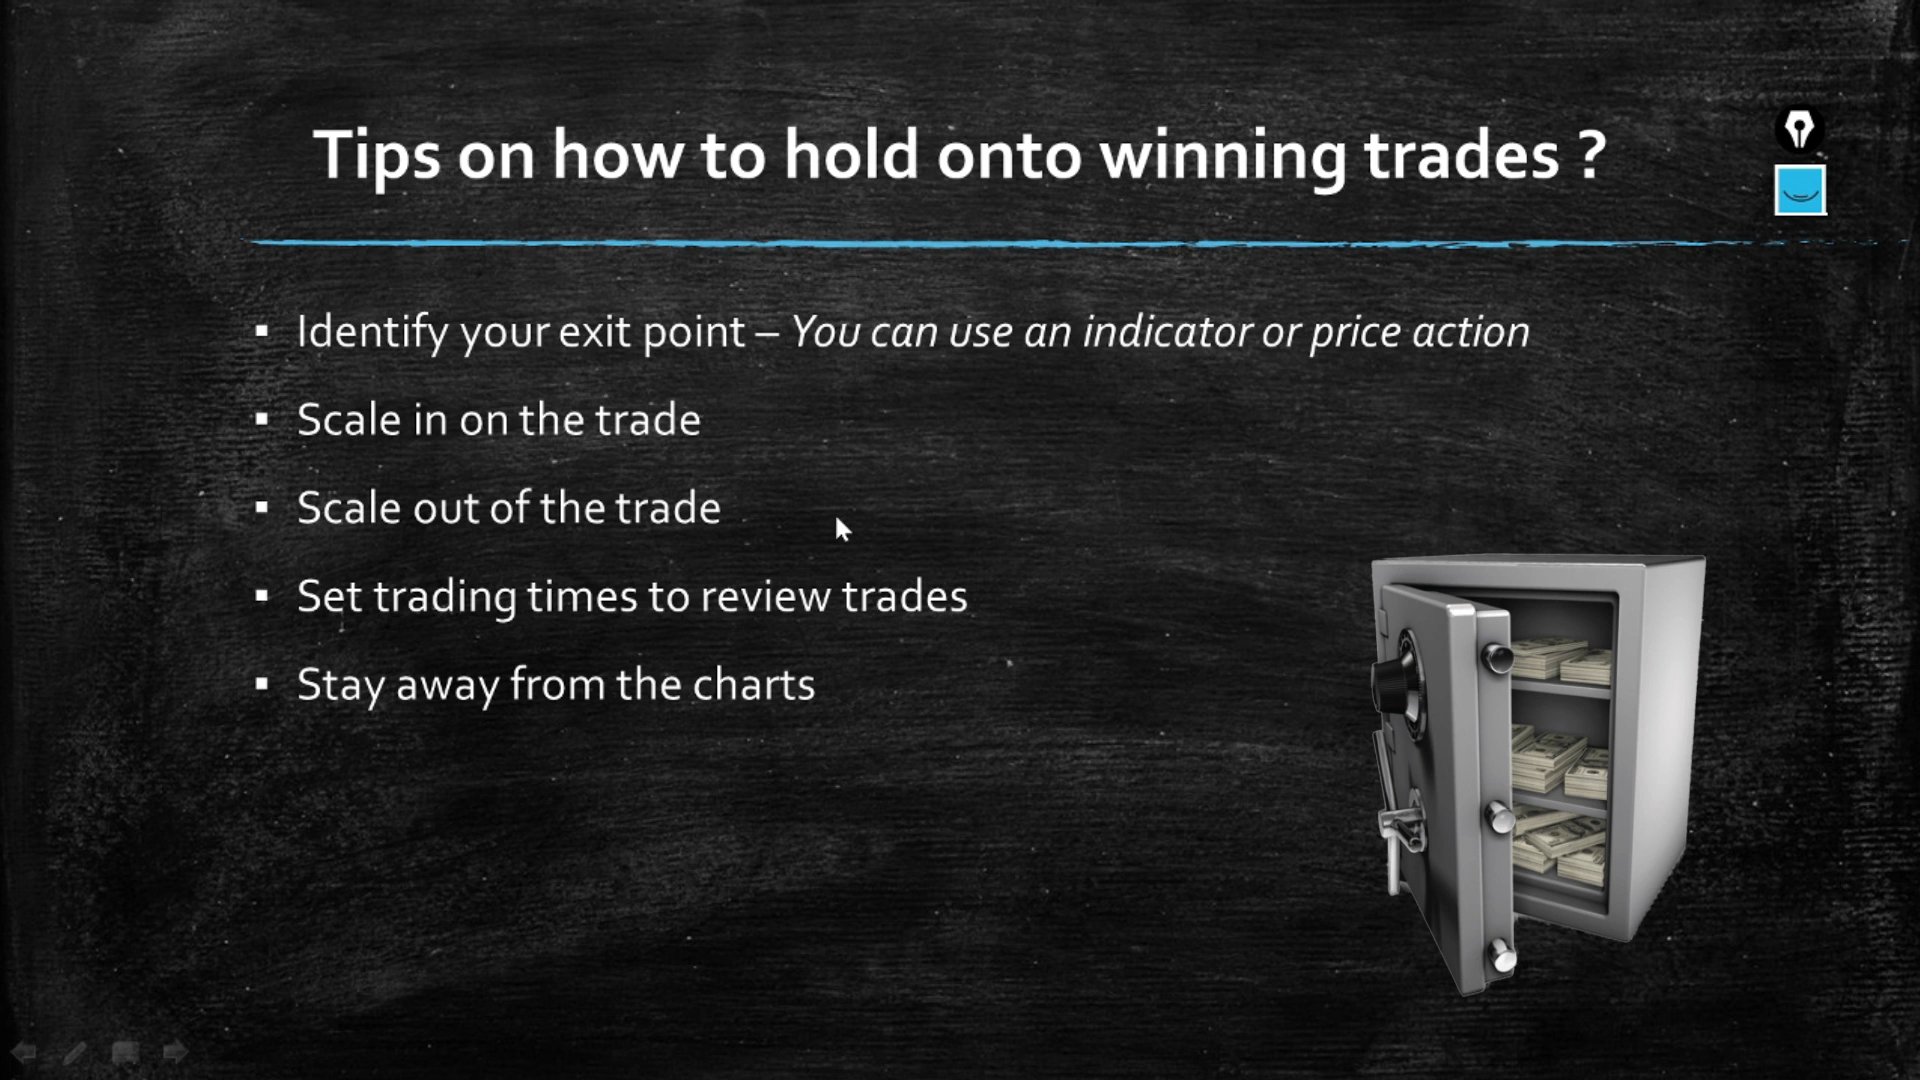 Tips on how to hold onto winning trades ?
▪ Identify your exit point – You can use an indicator or price action
▪ Scale in on the trade
▪ Scale out of the trade
▪ Set trading times to review trades
▪ Stay away from the charts